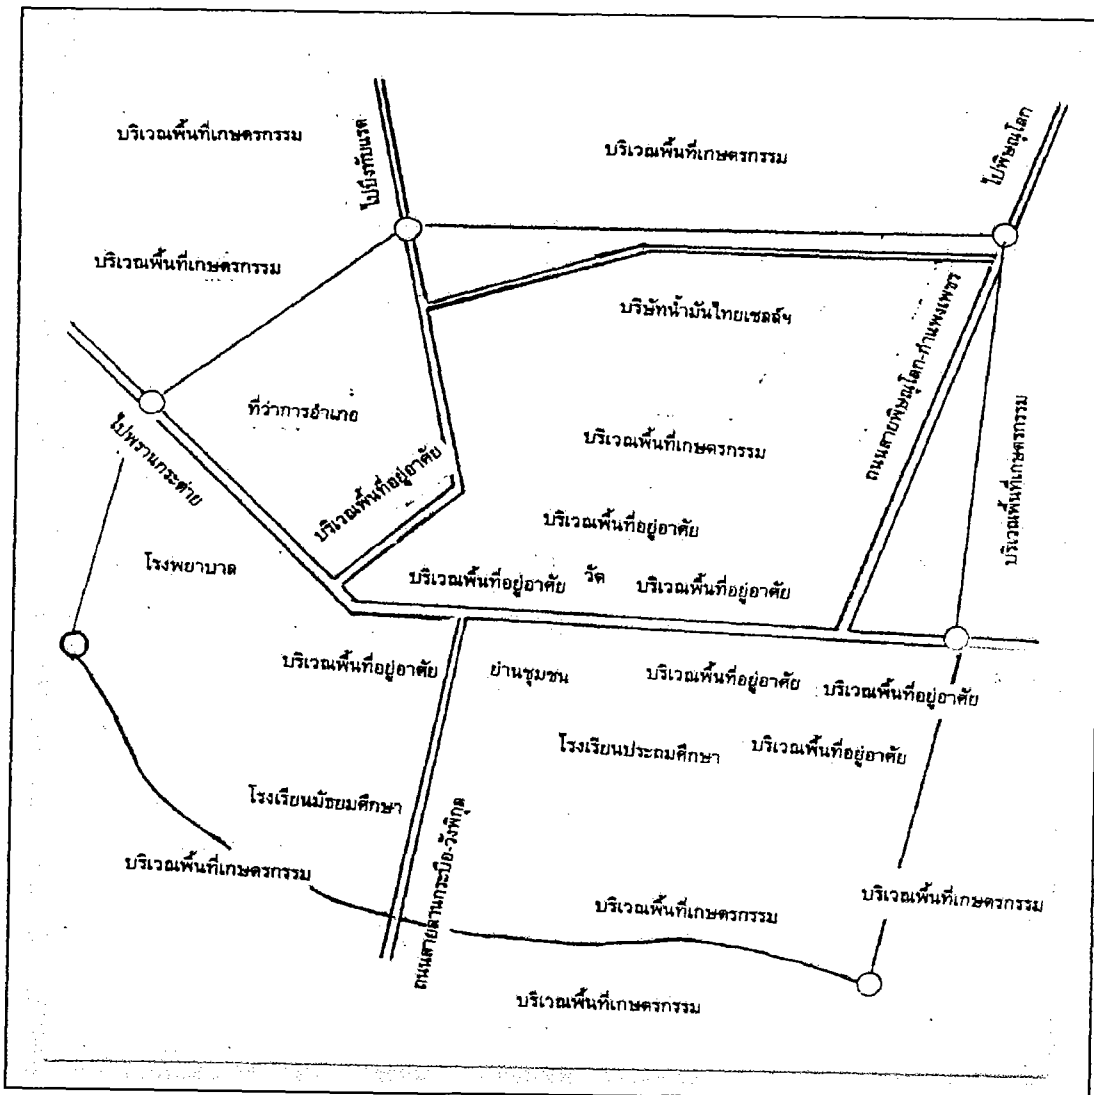 บริเวณพื้นที่เกษตรกรรม
ไปบึงทับแรต
บริเวณพื้นที่เกษตรกรรม
ไปพิษณุโลก
บริเวณพื้นที่เกษตรกรรม
บริษัทน้ำมันไทยเชลล์ฯ
ถนนสายพิษณุโลก-กำแพงเพชร
ที่ว่าการอำเภอ
ไปพรานกระต่าย
บริเวณพื้นที่อยู่อาศัย
บริเวณพื้นที่เกษตรกรรม
บริเวณพื้นที่เกษตรกรรม
บริเวณพื้นที่อยู่อาศัย
โรงพยาบาล
บริเวณพื้นที่อยู่อาศัย
วัด
บริเวณพื้นที่อยู่อาศัย
บริเวณพื้นที่อยู่อาศัย
ย่านชุมชน
บริเวณพื้นที่อยู่อาศัย
บริเวณพื้นที่อยู่อาศัย
โรงเรียนประถมศึกษา
บริเวณพื้นที่อยู่อาศัย
โรงเรียนมัธยมศึกษา
ถนนสายลานกระบือ-วังพิกุล
บริเวณพื้นที่เกษตรกรรม
บริเวณพื้นที่เกษตรกรรม
บริเวณพื้นที่เกษตรกรรม
บริเวณพื้นที่เกษตรกรรม